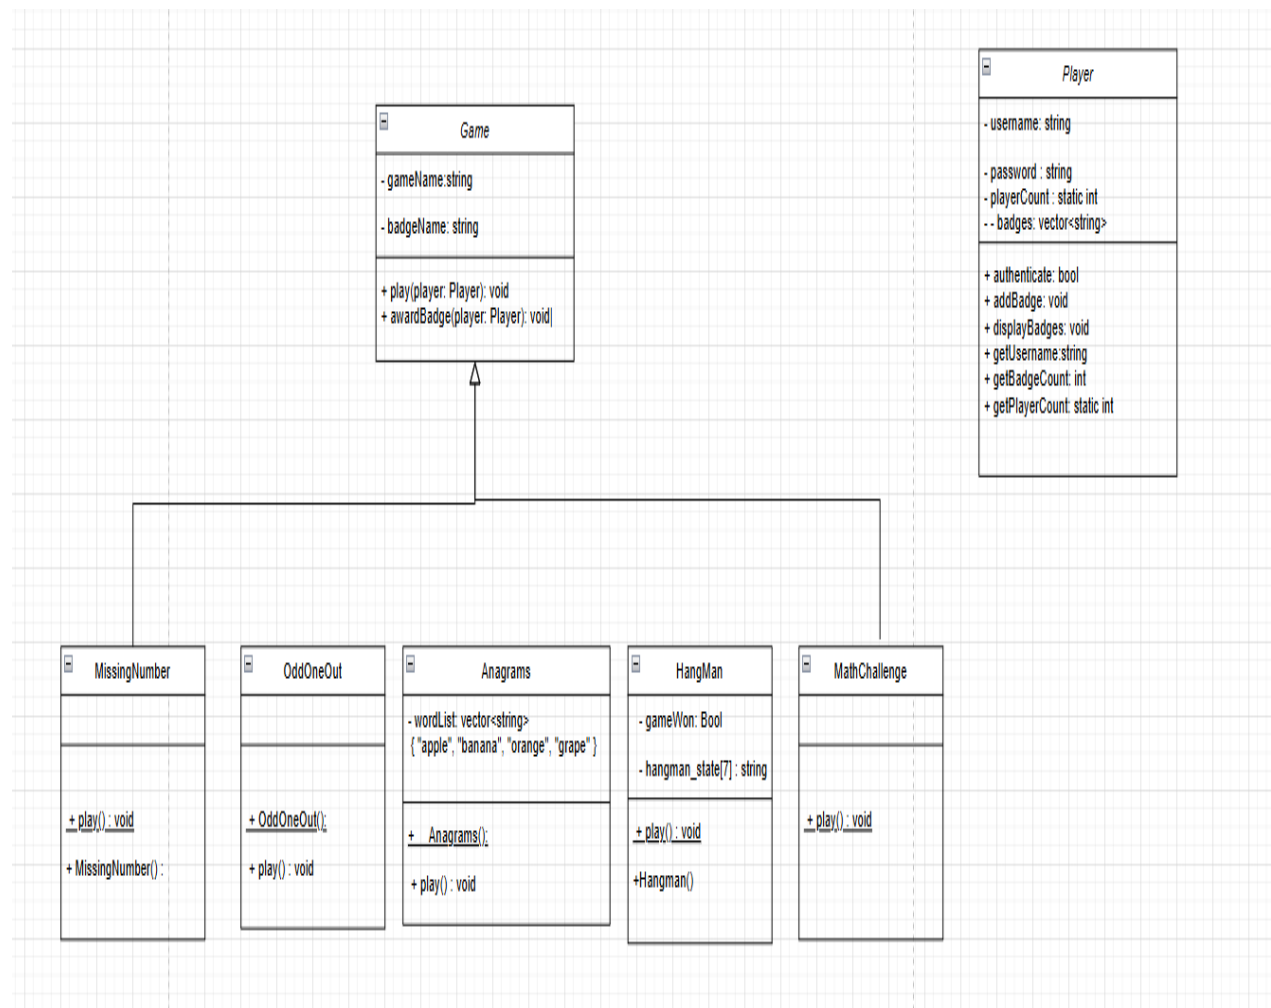 Game
- gameName:string
- badgeName: string
+ play(player: Player): void
+ awardBadge(player: Player): void
Player
- username: string
- password : string
- playerCount : static int
- - badges: vector<string>
+ authenticate: bool
+ addBadge: void
+ displayBadges: void
+ getUsername:string
+ getBadgeCount: int
+ getPlayerCount: static int
MissingNumber
+ play() : void
+ MissingNumber() :
OddOneOut
+ OddOneOut():
+ play() : void
Anagrams
- wordList: vector<string>
{ "apple", "banana", "orange", "grape" }
+ Anagrams():
+ play() : void
HangMan
- gameWon: Bool
- hangman_state[7] : string
+ play() : void
+Hangman()
MathChallenge
+ play() : void